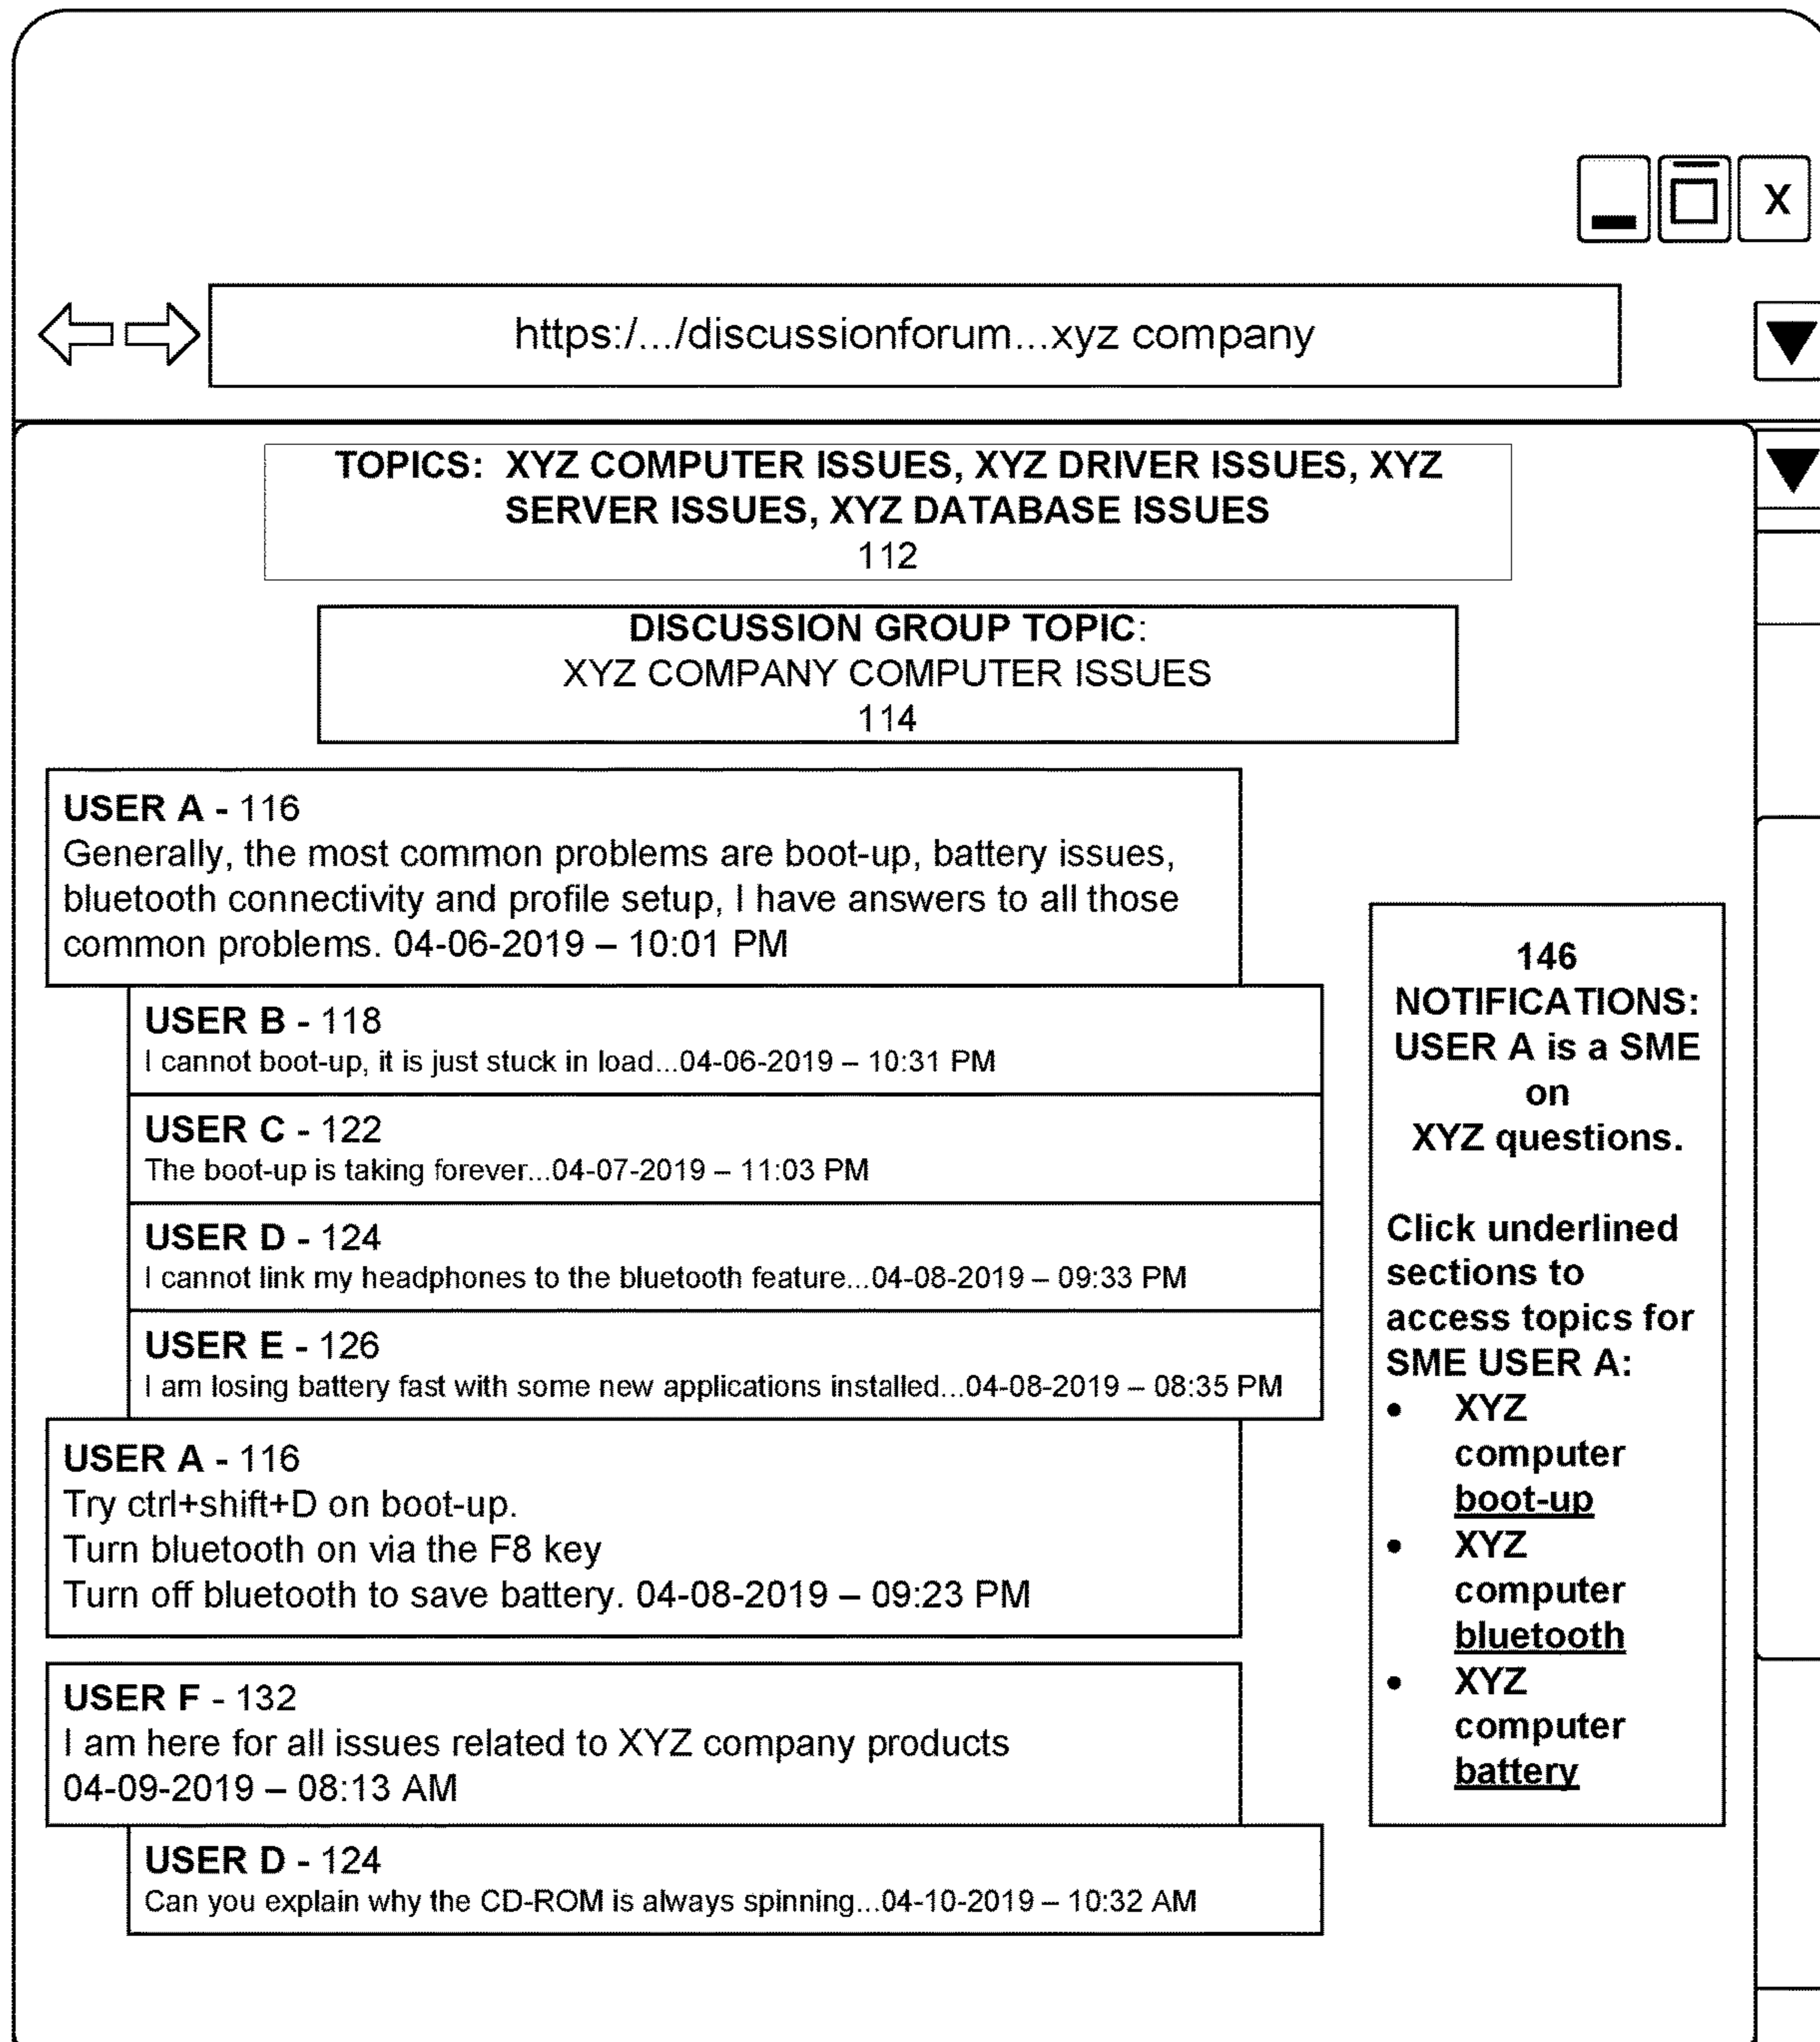 X
https:/.../discussionforum...xyz company
TOPICS: XYZ COMPUTER ISSUES, XYZ DRIVER ISSUES, XYZ
SERVER ISSUES, XYZ DATABASE ISSUES
112
DISCUSSION GROUP TOPIC:
XYZ COMPANY COMPUTER ISSUES
114
USER A - 116
Generally, the most common problems are boot-up, battery issues,
bluetooth connectivity and profile setup, I have answers to all those
common problems. 04-06-2019 – 10:01 PM
USER B - 118
I cannot boot-up, it is just stuck in load...04-06-2019 – 10:31 PM
USER C - 122
The boot-up is taking forever...04-07-2019 – 11:03 PM
USER D - 124
I cannot link my headphones to the bluetooth feature...04-08-2019 – 09:33 PM
USER E - 126
I am losing battery fast with some new applications installed...04-08-2019 – 08:35 PM
USER A - 116
Try ctrl+shift+D on boot-up.
Turn bluetooth on via the F8 key
Turn off bluetooth to save battery. 04-08-2019 – 09:23 PM
USER F - 132
I am here for all issues related to XYZ company products
04-09-2019 – 08:13 AM
USER D - 124
Can you explain why the CD-ROM is always spinning...04-10-2019 – 10:32 AM
146
NOTIFICATIONS:
USER A is a SME
on
XYZ questions.
Click underlined
sections to
access topics for
SME USER A:
• XYZ
computer
boot-up
• XYZ
computer
bluetooth
• XYZ
computer
battery